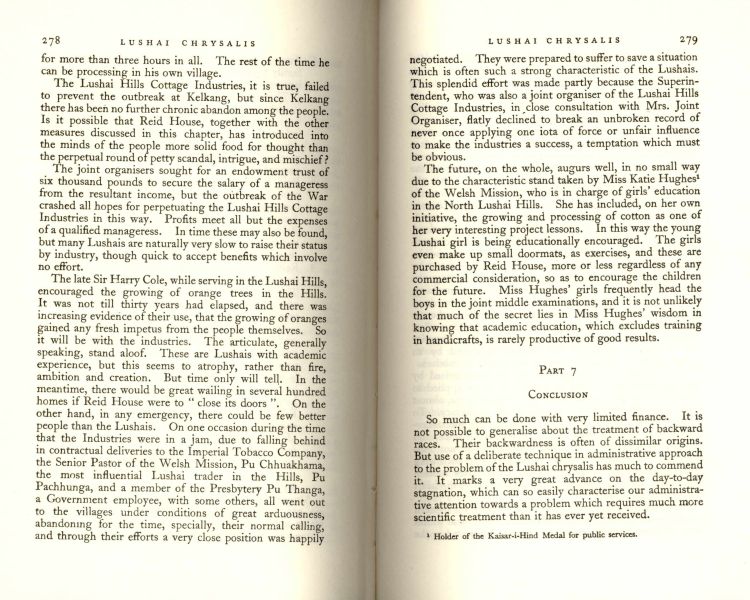 278
LUSHAI CHRYSALIS
for more than three hours in all. The rest of the time he
can be processing in his own village.
The Lushai Hills Cottage Industries, it is true, failed
to prevent the outbreak at Kelkang, but since Kelkang
there has been no further chronic abandon among the people.
Is it possible that Reid House, together with the other
measures discussed in this chapter, has introduced into
the minds of the people more solid food for thought than
the perpetual round of petty scandal, intrigue, and mischief?
The joint organisers sought for an endowment trust of
six thousand pounds to secure the salary of a manageress
from the resultant income, but the outbreak of the War
crashed all hopes for perpetuating the Lushai Hills Cottage
Industries in this way. Profits meet all but the expenses
of a qualified manageress. In time these may also be found,
but many Lushais are naturally very slow to raise their status
by industry, though quick to accept benefits which involve
no effort.
The late Sir Harry Cole, while serving in the Lushai Hills,
encouraged the growing of orange trees in the Hills.
It was not till thirty years had elapsed, and there was
increasing evidence of their use, that the growing of oranges
gained any fresh impetus from the people themselves. So
it will be with the industries. The articulate, generally
speaking, stand aloof. These are Lushais with academic
experience, but this seems to atrophy, rather than fire,
ambition and creation. But time only will tell. In the
meantime, there would be great wailing in several hundred
homes if Reid House were to “ close its doors ”. On the
other hand, in any emergency, there could be few better
people than the Lushais. On one occasion during the time
that the Industries were in a jam, due to falling behind
in contractual deliveries to the Imperial Tobacco Company,
the Senior Pastor of the Welsh Mission, Pu Chhuakhama,
the most influential Lushai trader in the Hills, Pu
Pachhunga, and a member of the Presbytery Pu Thanga,
a Government employee, with some others, all went out
to the villages under conditions of great arduousness,
abandoning for the time, specially, their normal calling,
and through their efforts a very close position was happily
LUSHAI CHRYSALIS
279
negotiated. They were prepared to suffer to save a situation
which is often such a strong characteristic of the Lushais.
This splendid effort was made partly because the Superin-
tendent, who was also a joint organiser of the Lushai Hills
Cottage Industries, in close consultation with Mrs. Joint
Organiser, flatly declined to break an unbroken record of
never once applying one iota of force or unfair influence
to make the industries a success, a temptation which must
be obvious.
The future, on the whole, augurs well, in no small way
due to the characteristic stand taken by Miss Katie Hughes¹
of the Welsh Mission, who is in charge of girls’ education
in the North Lushai Hills. She has included, on her own
initiative, the growing and processing of cotton as one of
her very interesting project lessons. In this way the young
Lushai girl is being educationally encouraged. The girls
even make up small doormats, as exercises, and these are
purchased by Reid House, more or less regardless of any
commercial consideration, so as to encourage the children
for the future. Miss Hughes’ girls frequently head the
boys in the joint middle examinations, and it is not unlikely
that much of the secret lies in Miss Hughes’ wisdom in
knowing that academic education, which excludes training
in handicrafts, is rarely productive of good results.
PART 7
CONCLUSION
So much can be done with very limited finance. It is
not possible to generalise about the treatment of backward
races. Their backwardness is often of dissimilar origins.
But use of a deliberate technique in administrative approach
to the problem of the Lushai chrysalis has much to commend
it. It marks a very great advance on the day-to-day
stagnation, which can so easily characterise our administra-
tive attention towards a problem which requires much more
scientific treatment than it has ever yet received.
¹ Holder of the Kaisar-i-Hind Medal for public services.